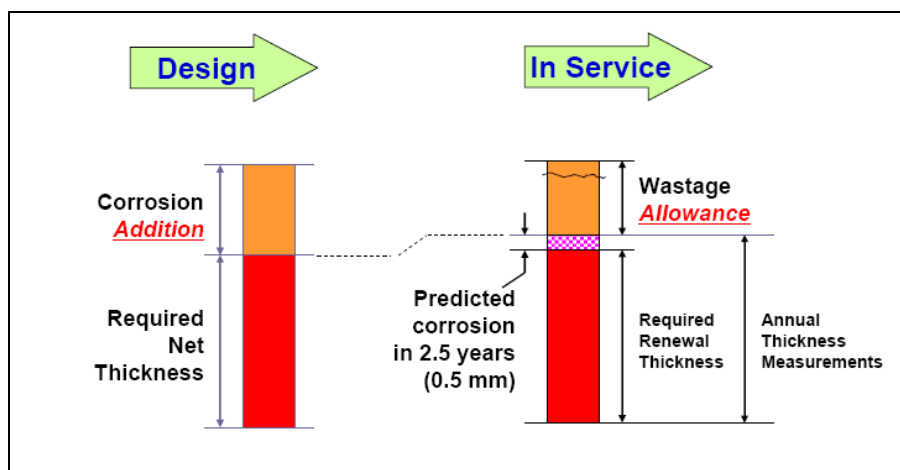 Design
In Service
Corrosion
Addition
Required
Net
Thickness
Wastage
Allowance
Predicted
corrosion
in 2.5 years
(0.5 mm)
Required
Renewal
Thickness
Annual
Thickness
Measurements